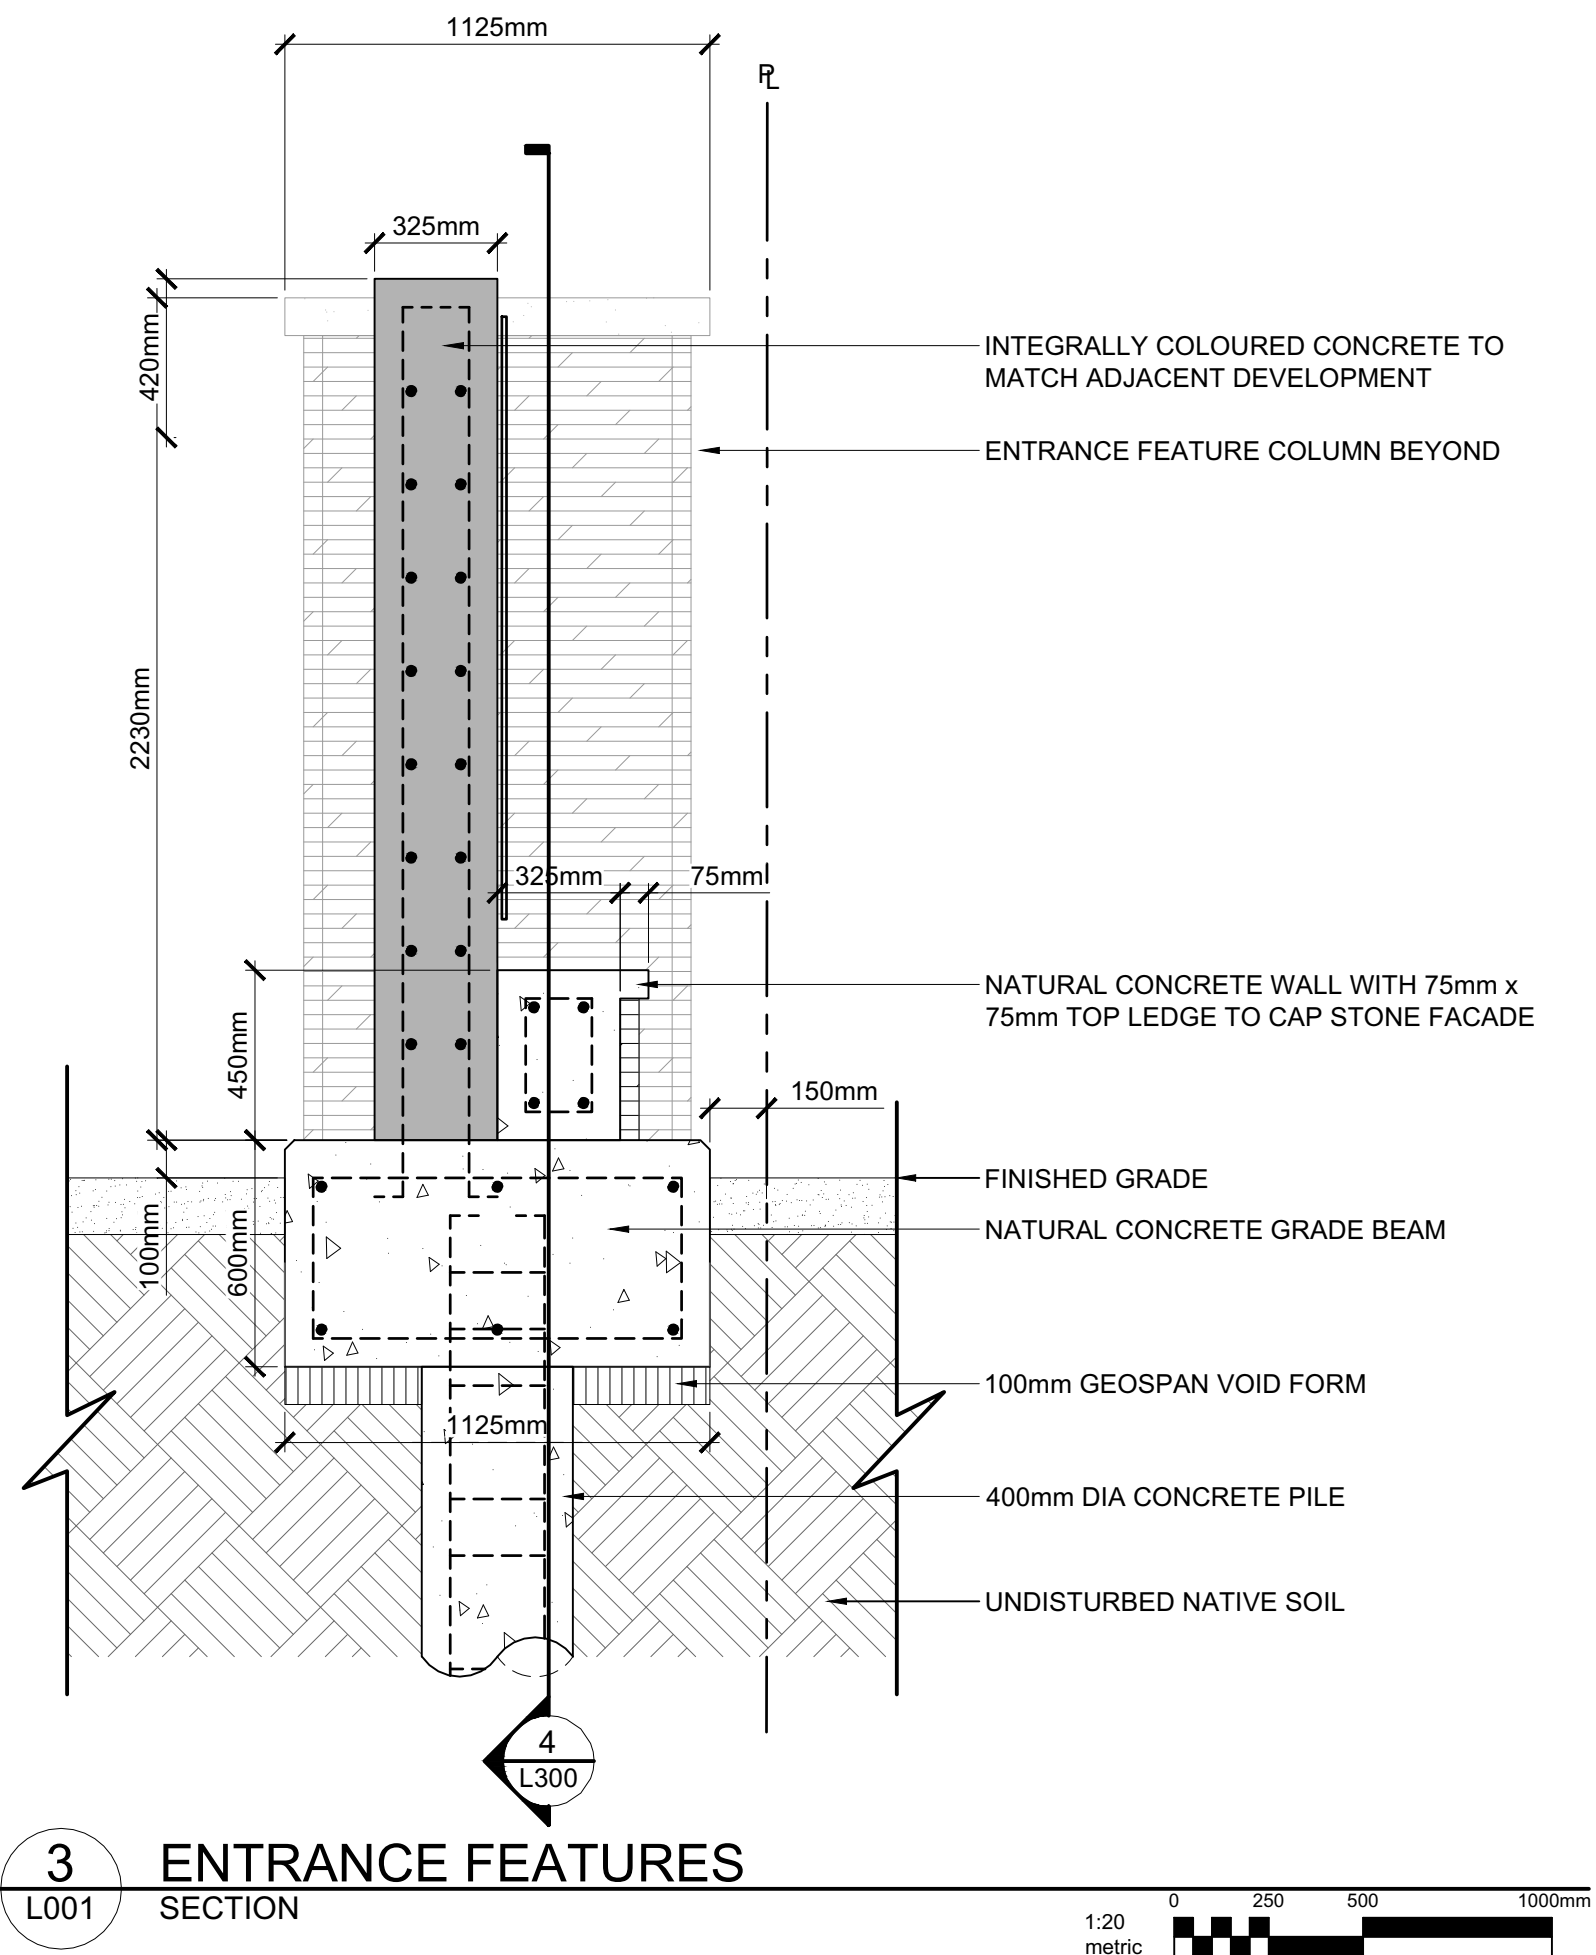 1125mm
PL
325mm
420mm
INTEGRALLY COLOURED CONCRETE TO
MATCH ADJACENT DEVELOPMENT
ENTRANCE FEATURE COLUMN BEYOND
2230mm
325mm
75mm
NATURAL CONCRETE WALL WITH 75mm x
75mm TOP LEDGE TO CAP STONE FACADE
450mm
150mm
FINISHED GRADE
100mm
600mm
NATURAL CONCRETE GRADE BEAM
100mm GEOSPAN VOID FORM
1125mm
400mm DIA CONCRETE PILE
UNDISTURBED NATIVE SOIL
4
L300
3
ENTRANCE FEATURES
L001
SECTION
0 250 500 1000mm
1:20
metric